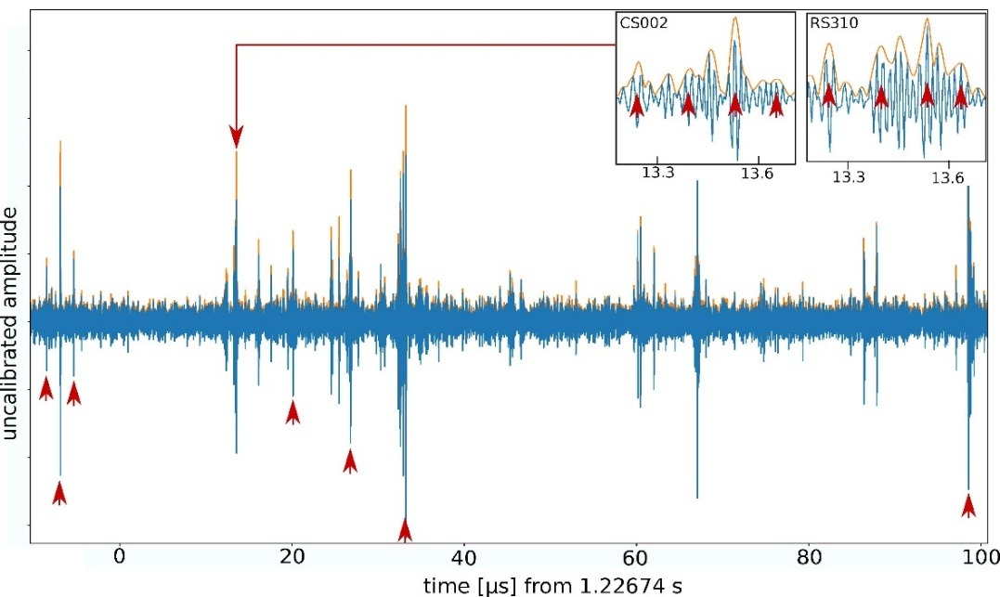 CS002
RS310
13.3 13.6
13.3 13.6
uncalibrated amplitude
0 20 40 60 80 100
time [μs] from 1.22674 s